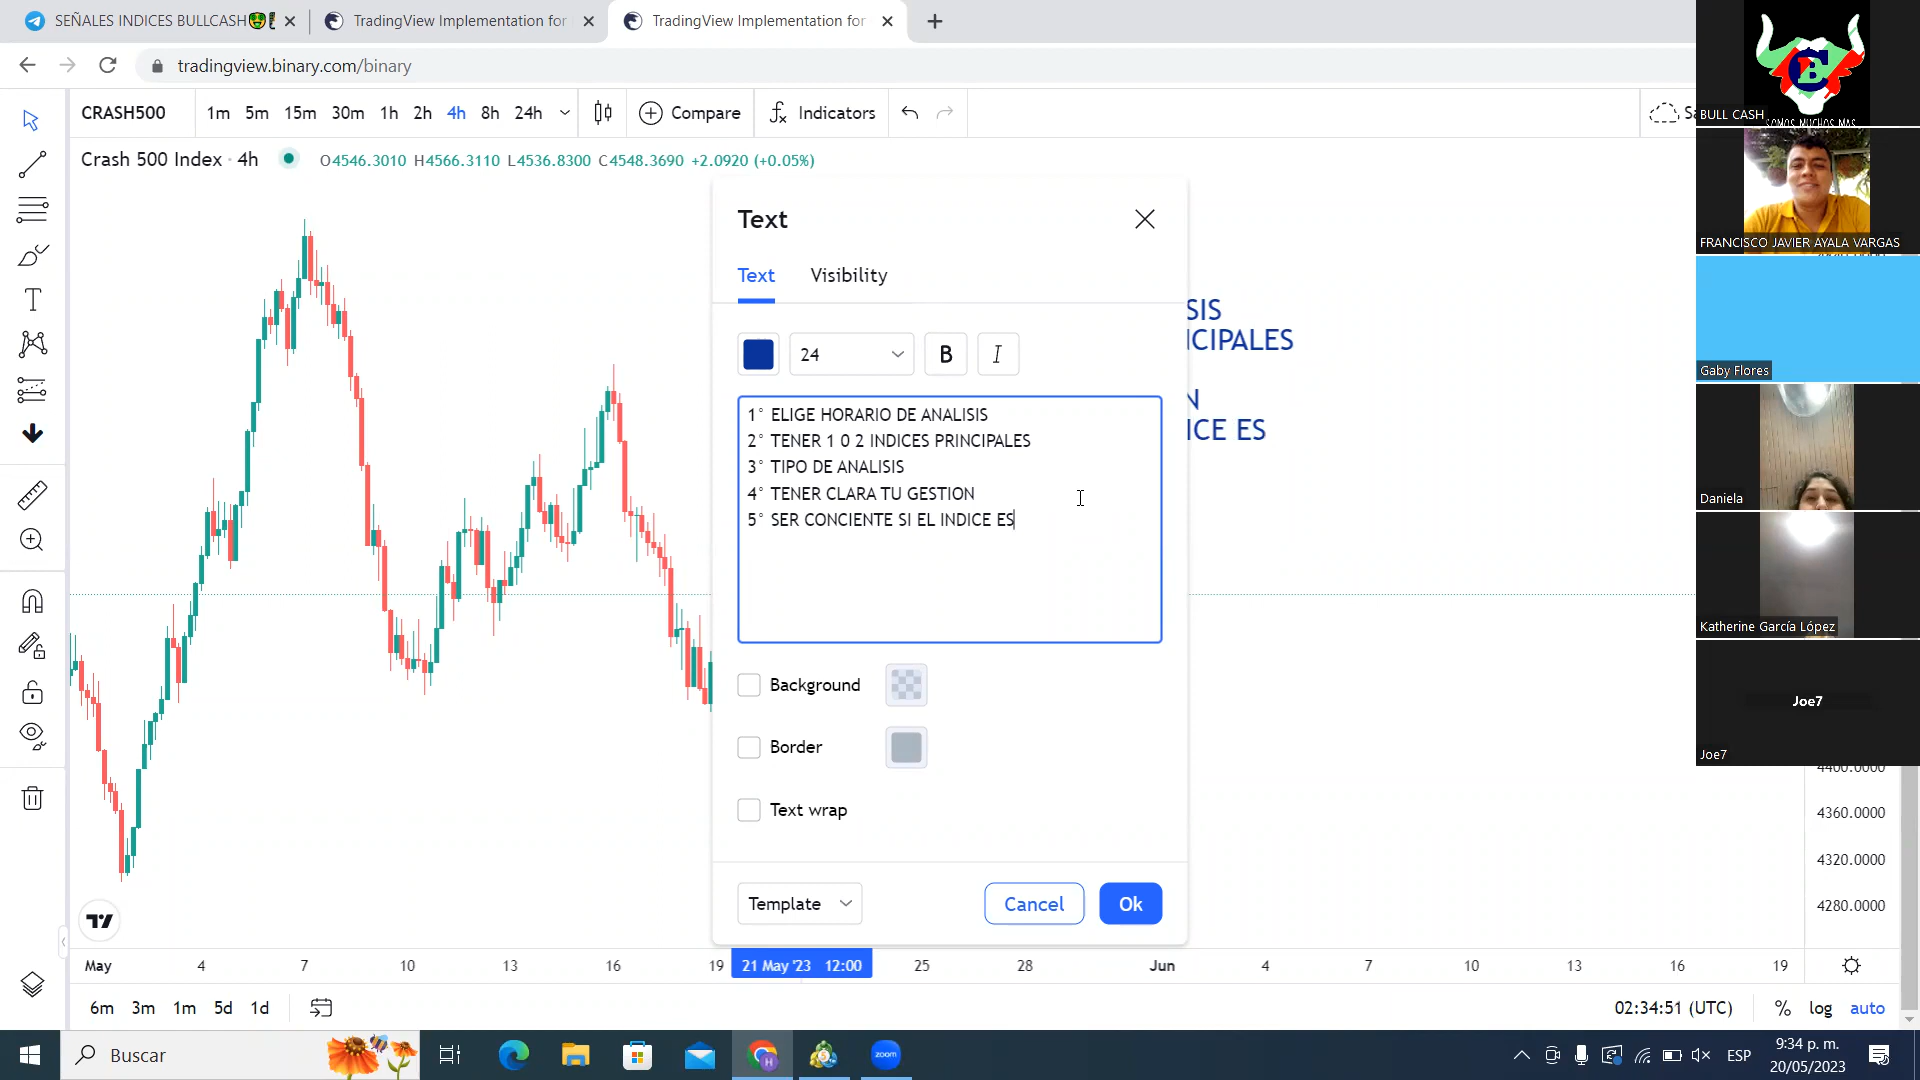 SEÑALES INDICES BULLCASH
TradingView Implementation for
TradingView Implementation for
tradingview.binary.com/binary
CRASH500
1m 5m 15m 30m 1h 2h 4h 8h 24h
Compare
Indicators
Crash 500 Index · 4h
O4546.3010 H4566.3110 L4536.8300 C4548.3690 +2.0920 (+0.05%)
Text
Text
Visibility
24
B
I
1° ELIGE HORARIO DE ANALISIS
2° TENER 1 0 2 INDICES PRINCIPALES
3° TIPO DE ANALISIS
4° TENER CLARA TU GESTION
5° SER CONCIENTE SI EL INDICE ES
SIS
ICIPALES
N
ICE ES
Background
Border
Text wrap
Template
Cancel
Ok
BULL CASH
SOMOS MUCHOS MAS
FRANCISCO JAVIER AYALA VARGAS
Gaby Flores
Daniela
Katherine García López
Joe7
Joe7
4400.0000
4360.0000
4320.0000
4280.0000
May 4 7 10 13 16 19 21 May '23 12:00 25 28 Jun 4 7 10 13 16 19
6m 3m 1m 5d 1d
02:34:51 (UTC)
% log auto
Buscar
zoom
ESP
9:34 p. m.
20/05/2023